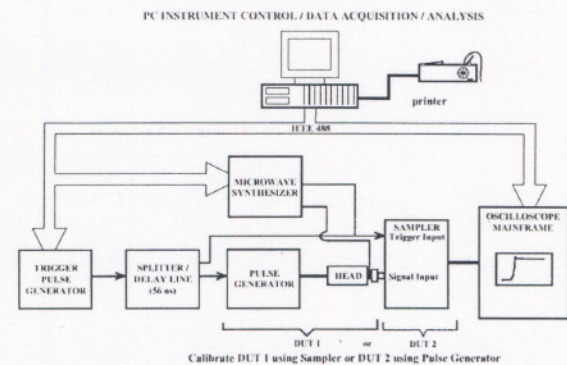 PC INSTRUMENT CONTROL / DATA ACQUISITION / ANALYSIS
printer
IEEE 488
MICROWAVE
SYNTHESIZER
SAMPLER
Trigger Input
Signal Input
OSCILLOSCOPE
MAINFRAME
TRIGGER
PULSE
GENERATOR
SPLITTER /
DELAY LINE
(56 ns)
PULSE
GENERATOR
HEAD
DUT 1 or DUT 2
Calibrate DUT 1 using Sampler or DUT 2 using Pulse Generator